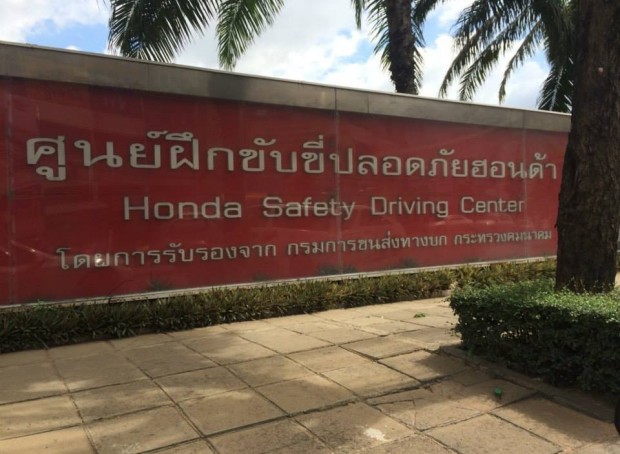 ศูนย์ฝึกขับขี่ปลอดภัยฮอนด้า
Honda Safety Driving Center
โดยการรับรองจาก กรมการขนส่งทางบก กระทรวงคมนาคม